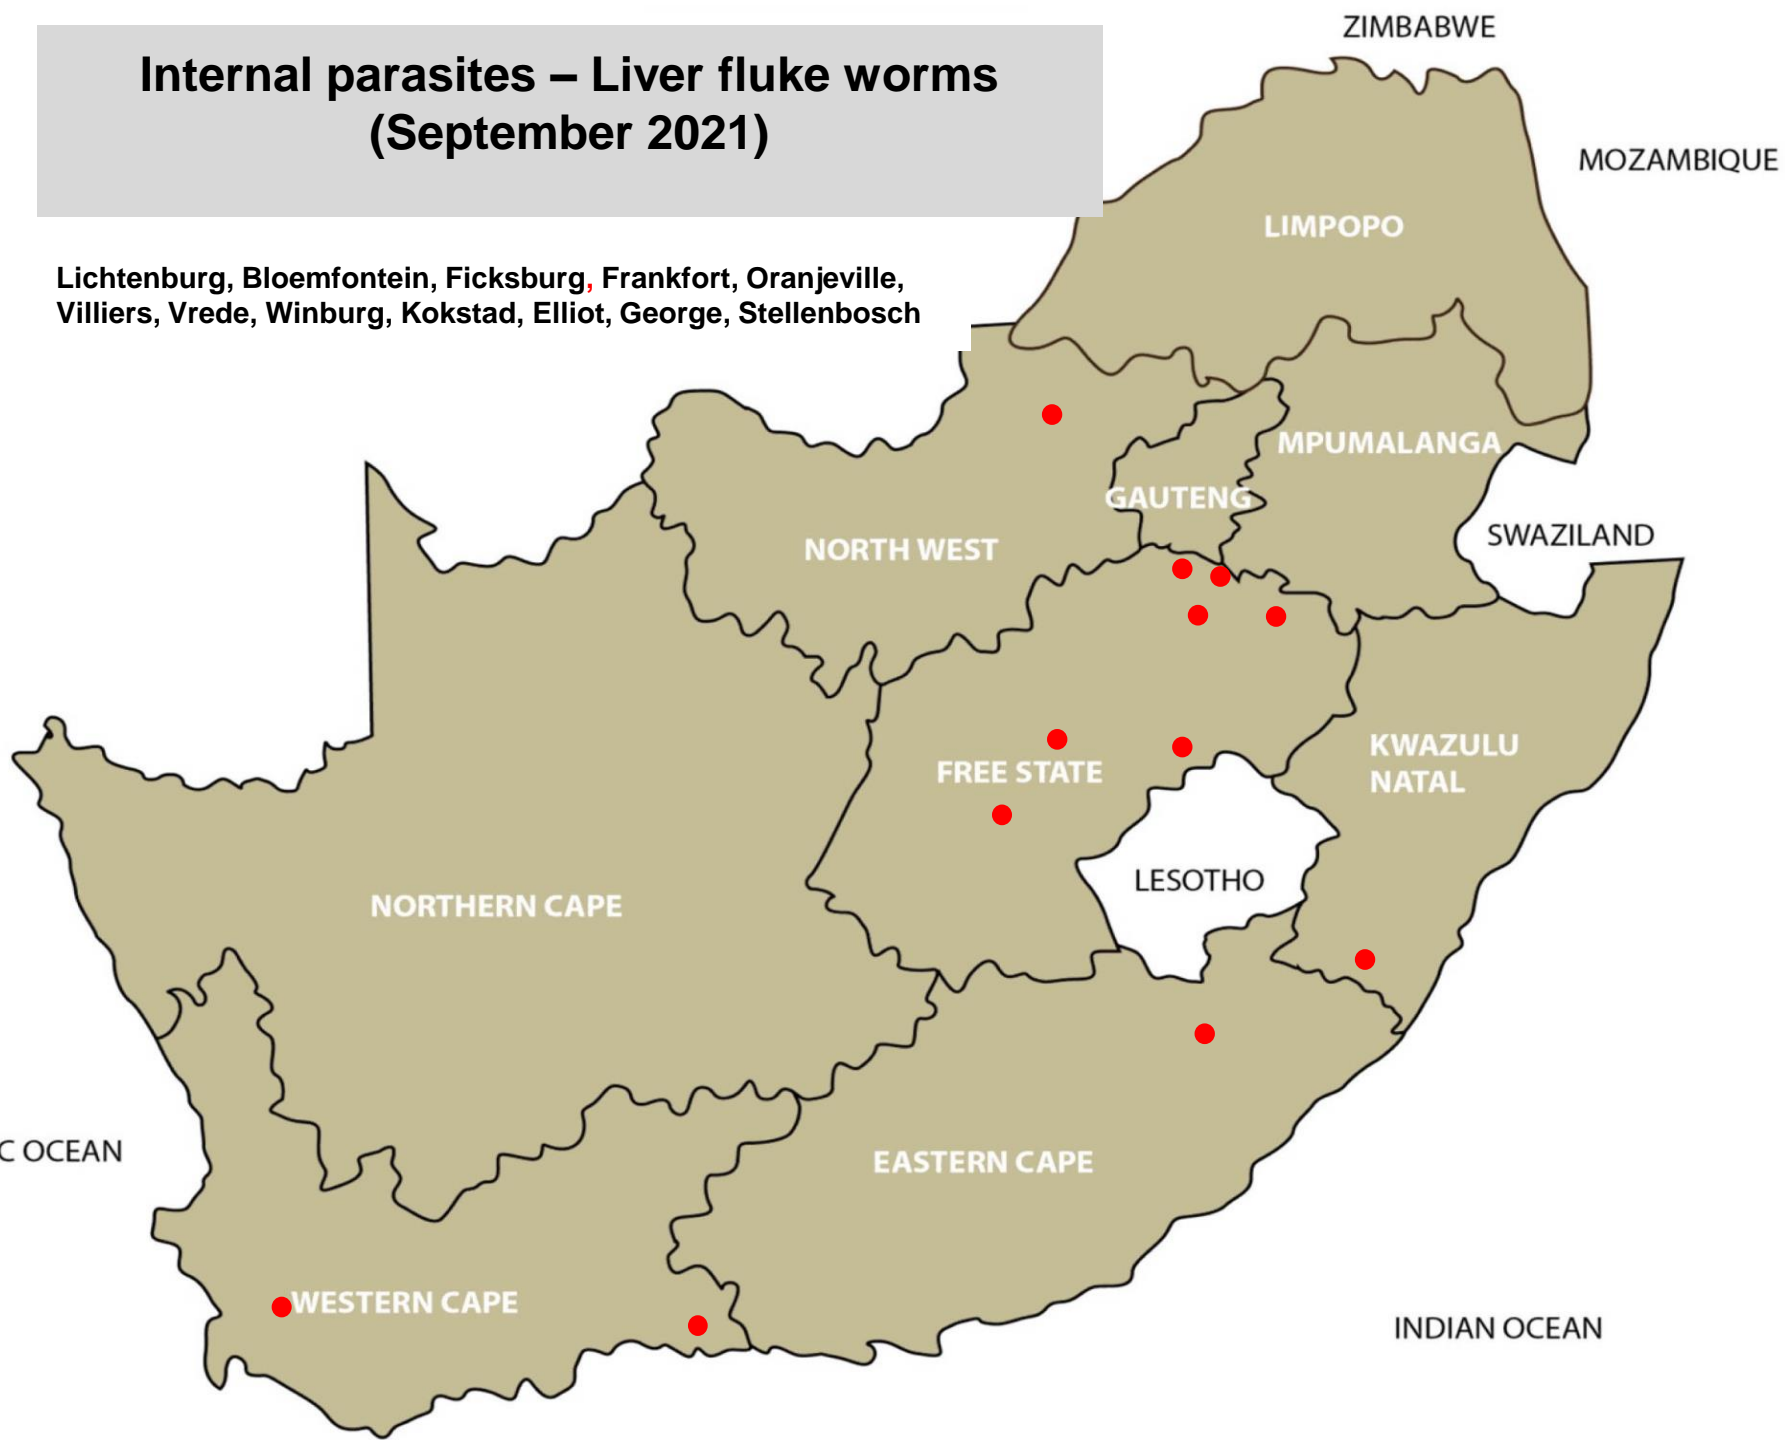 Internal parasites – Liver fluke worms
(September 2021)
Lichtenburg, Bloemfontein, Ficksburg, Frankfort, Oranjeville,
Villiers, Vrede, Winburg, Kokstad, Elliot, George, Stellenbosch
ZIMBABWE
MOZAMBIQUE
LIMPOPO
MPUMALANGA
GAUTENG
SWAZILAND
NORTH WEST
KWAZULU
NATAL
FREE STATE
LESOTHO
NORTHERN CAPE
C OCEAN
EASTERN CAPE
WESTERN CAPE
INDIAN OCEAN